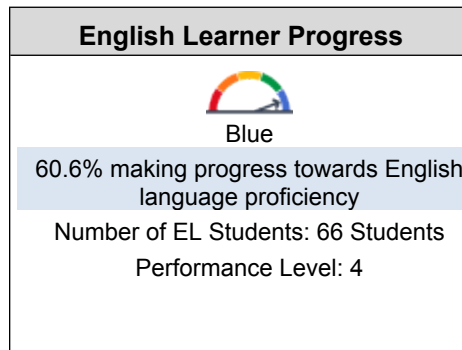 English Learner Progress
Blue
60.6% making progress towards English
language proficiency
Number of EL Students: 66 Students
Performance Level: 4